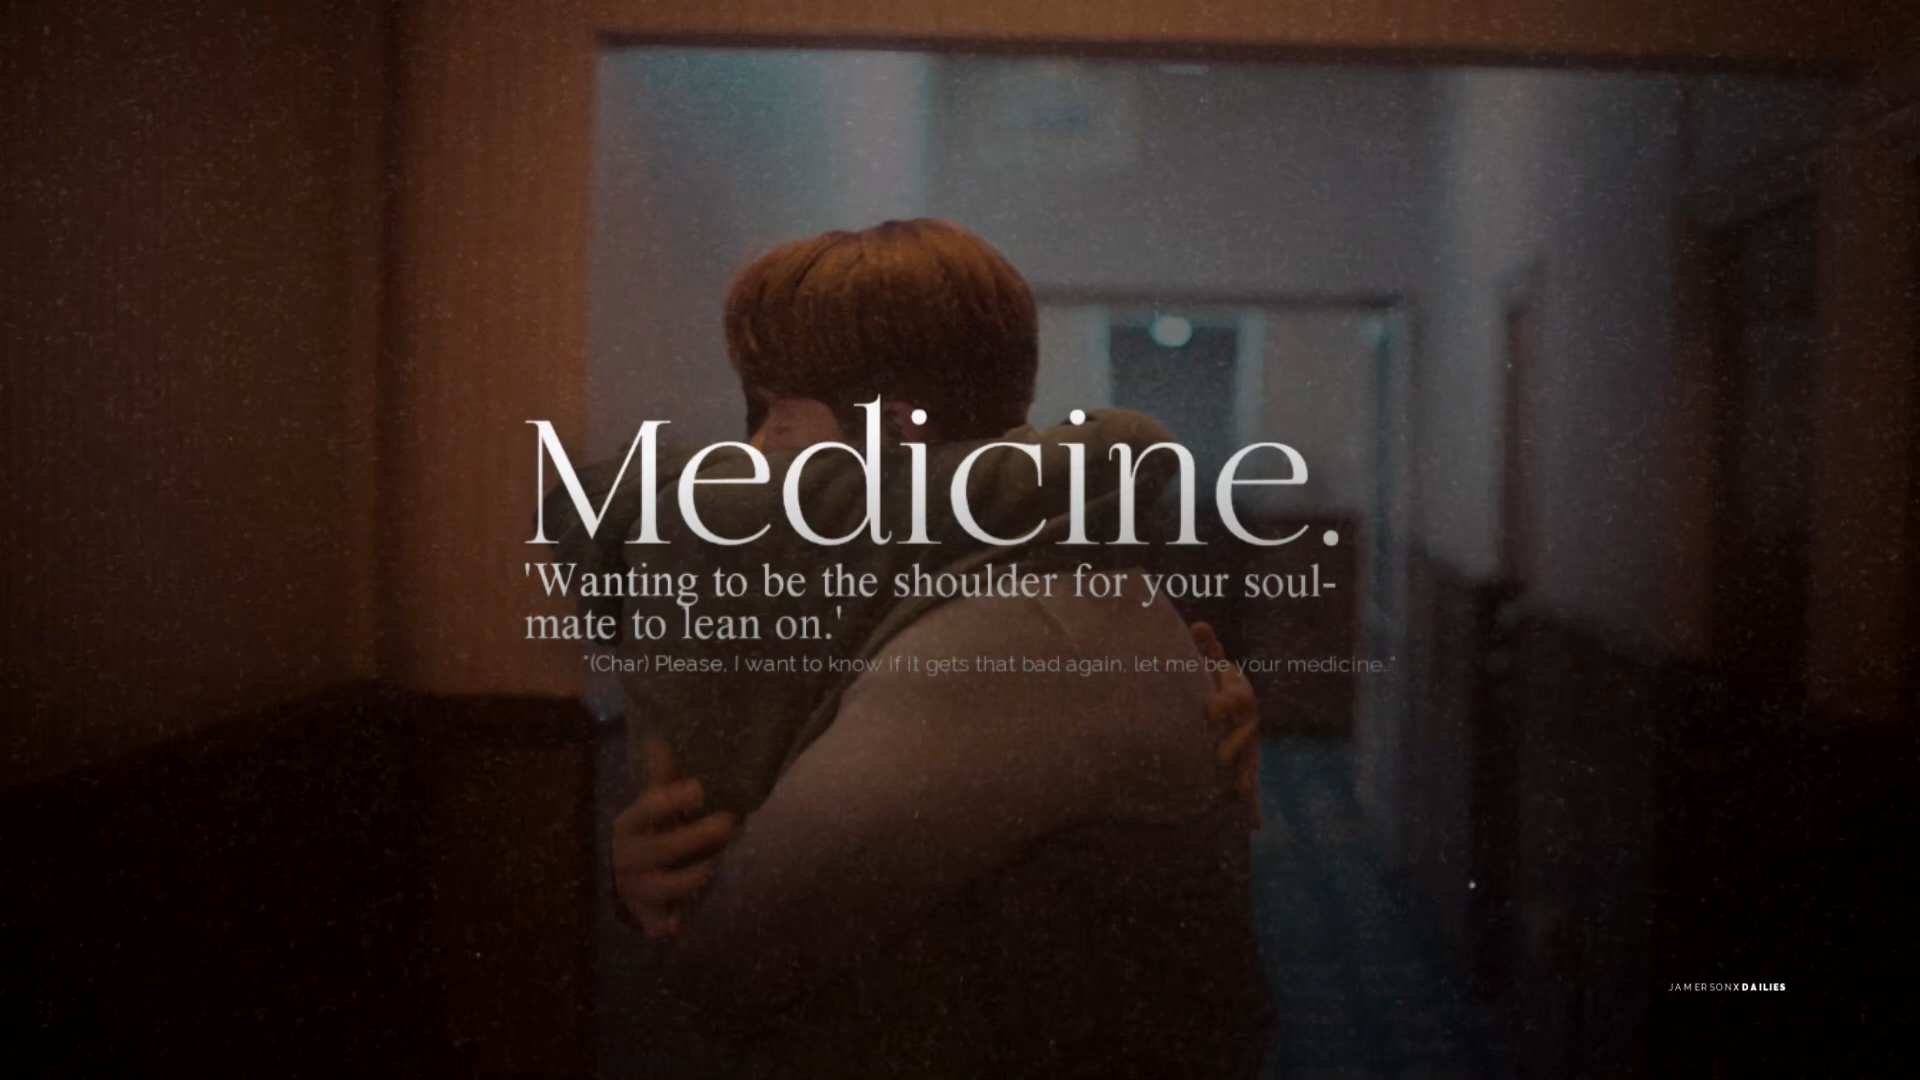 Medicine.
'Wanting to be the shoulder for your soul-
mate to lean on.'
"(Char) Please, I want to know if it gets that bad again. let me be your medicine.."
JAMERSONXDAILIES